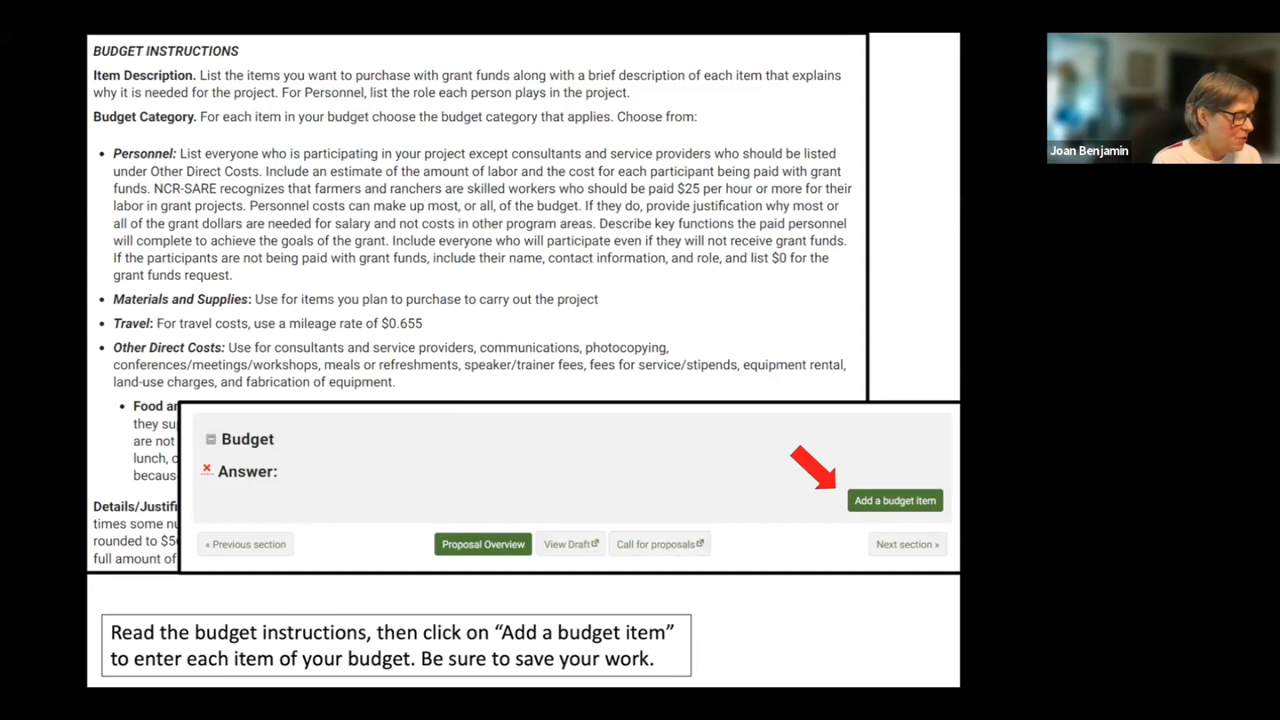 BUDGET INSTRUCTIONS
Item Description. List the items you want to purchase with grant funds along with a brief description of each item that explains
why it is needed for the project. For Personnel, list the role each person plays in the project.
Budget Category. For each item in your budget choose the budget category that applies. Choose from:
• Personnel: List everyone who is participating in your project except consultants and service providers who should be listed
under Other Direct Costs. Include an estimate of the amount of labor and the cost for each participant being paid with grant
funds. NCR-SARE recognizes that farmers and ranchers are skilled workers who should be paid $25 per hour or more for their
labor in grant projects. Personnel costs can make up most, or all, of the budget. If they do, provide justification why most or
all of the grant dollars are needed for salary and not costs in other program areas. Describe key functions the paid personnel
will complete to achieve the goals of the grant. Include everyone who will participate even if they will not receive grant funds.
If the participants are not being paid with grant funds, include their name, contact information, and role, and list $0 for the
grant funds request.
• Materials and Supplies: Use for items you plan to purchase to carry out the project
• Travel: For travel costs, use a mileage rate of $0.655
• Other Direct Costs: Use for consultants and service providers, communications, photocopying,
conferences/meetings/workshops, meals or refreshments, speaker/trainer fees, fees for service/stipends, equipment rental,
land-use charges, and fabrication of equipment.
• Food
they
are not
lunch,
becaus
Details/Justifi
times some
rounded to
full amount of
Budget
Answer:
Add a budget item
« Previous section
Proposal Overview
View Draft
Call for proposals
Next section »
Read the budget instructions, then click on “Add a budget item”
to enter each item of your budget. Be sure to save your work.
Joan Benjamin